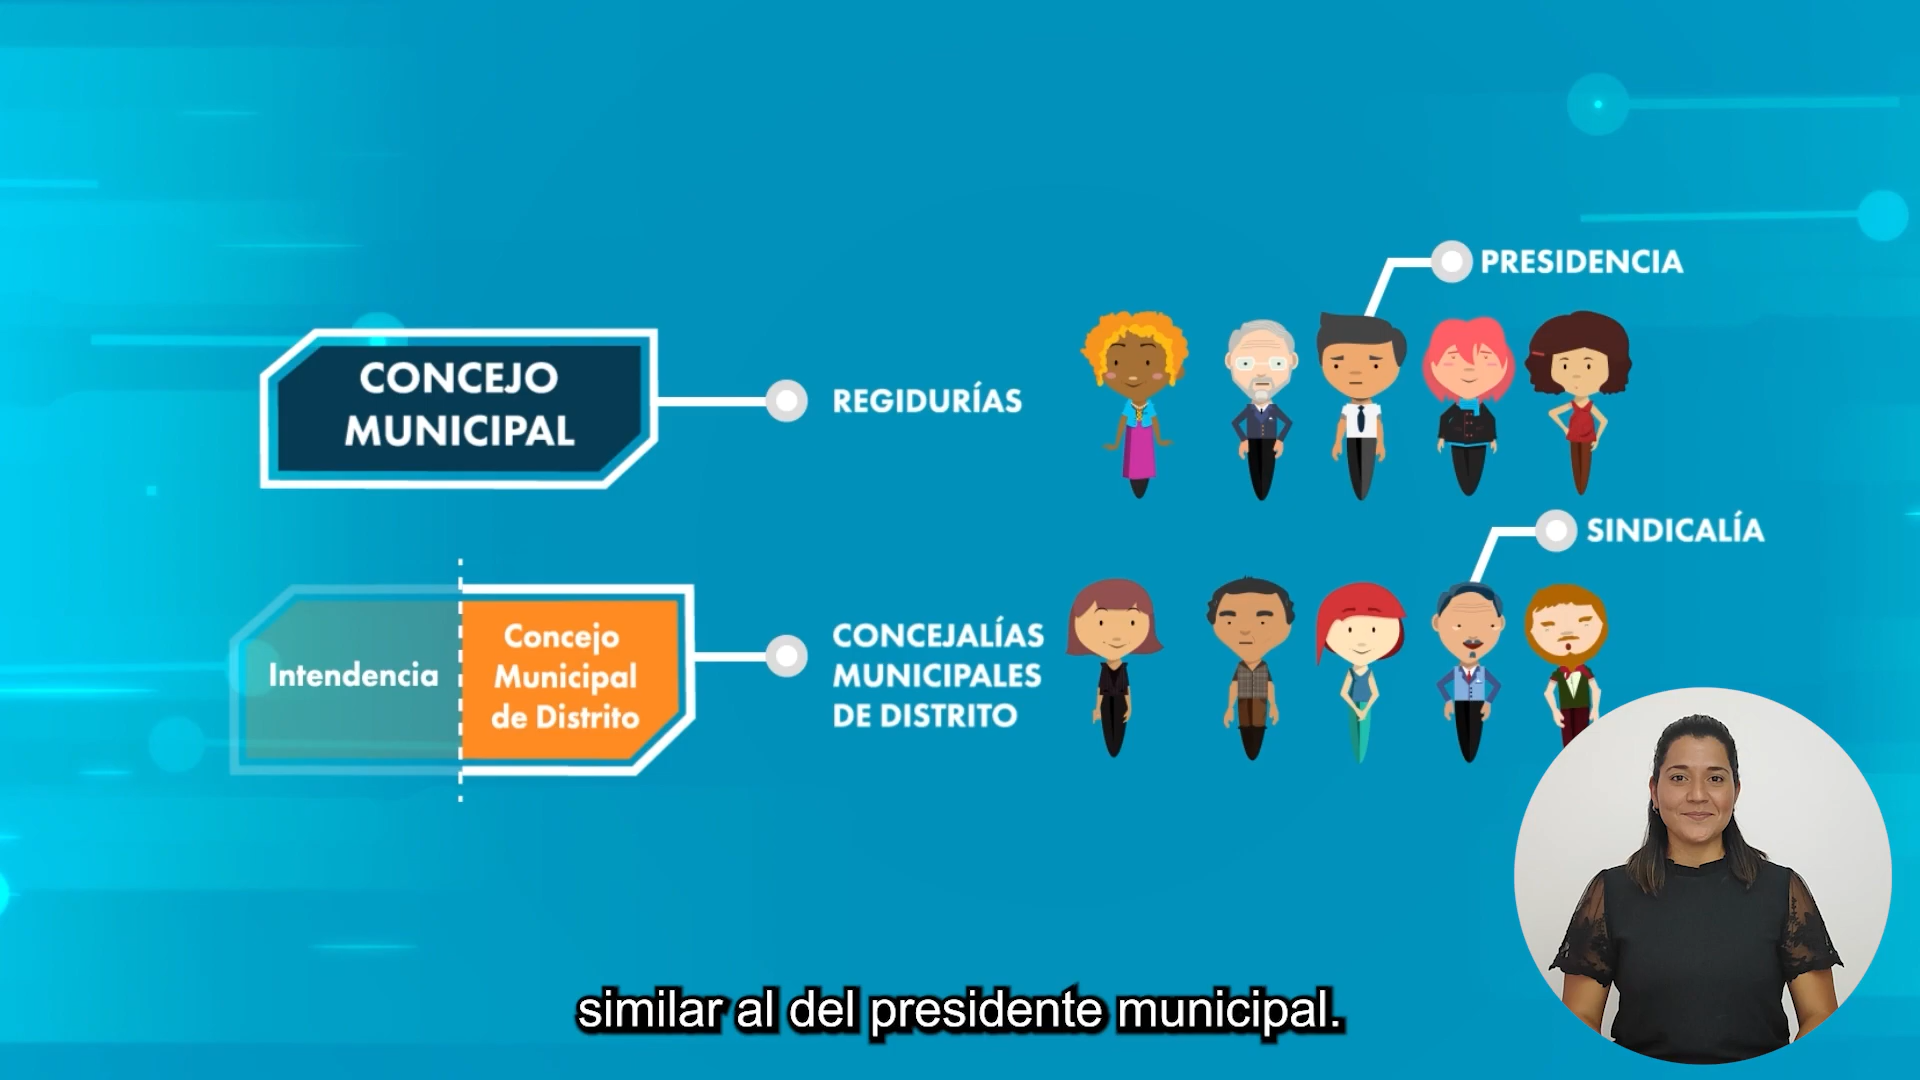 PRESIDENCIA
CONCEJO
MUNICIPAL
REGIDURÍAS
SINDICALÍA
Intendencia
Concejo
Municipal
de Distrito
CONCEJALÍAS
MUNICIPALES
DE DISTRITO
similar al del presidente municipal.